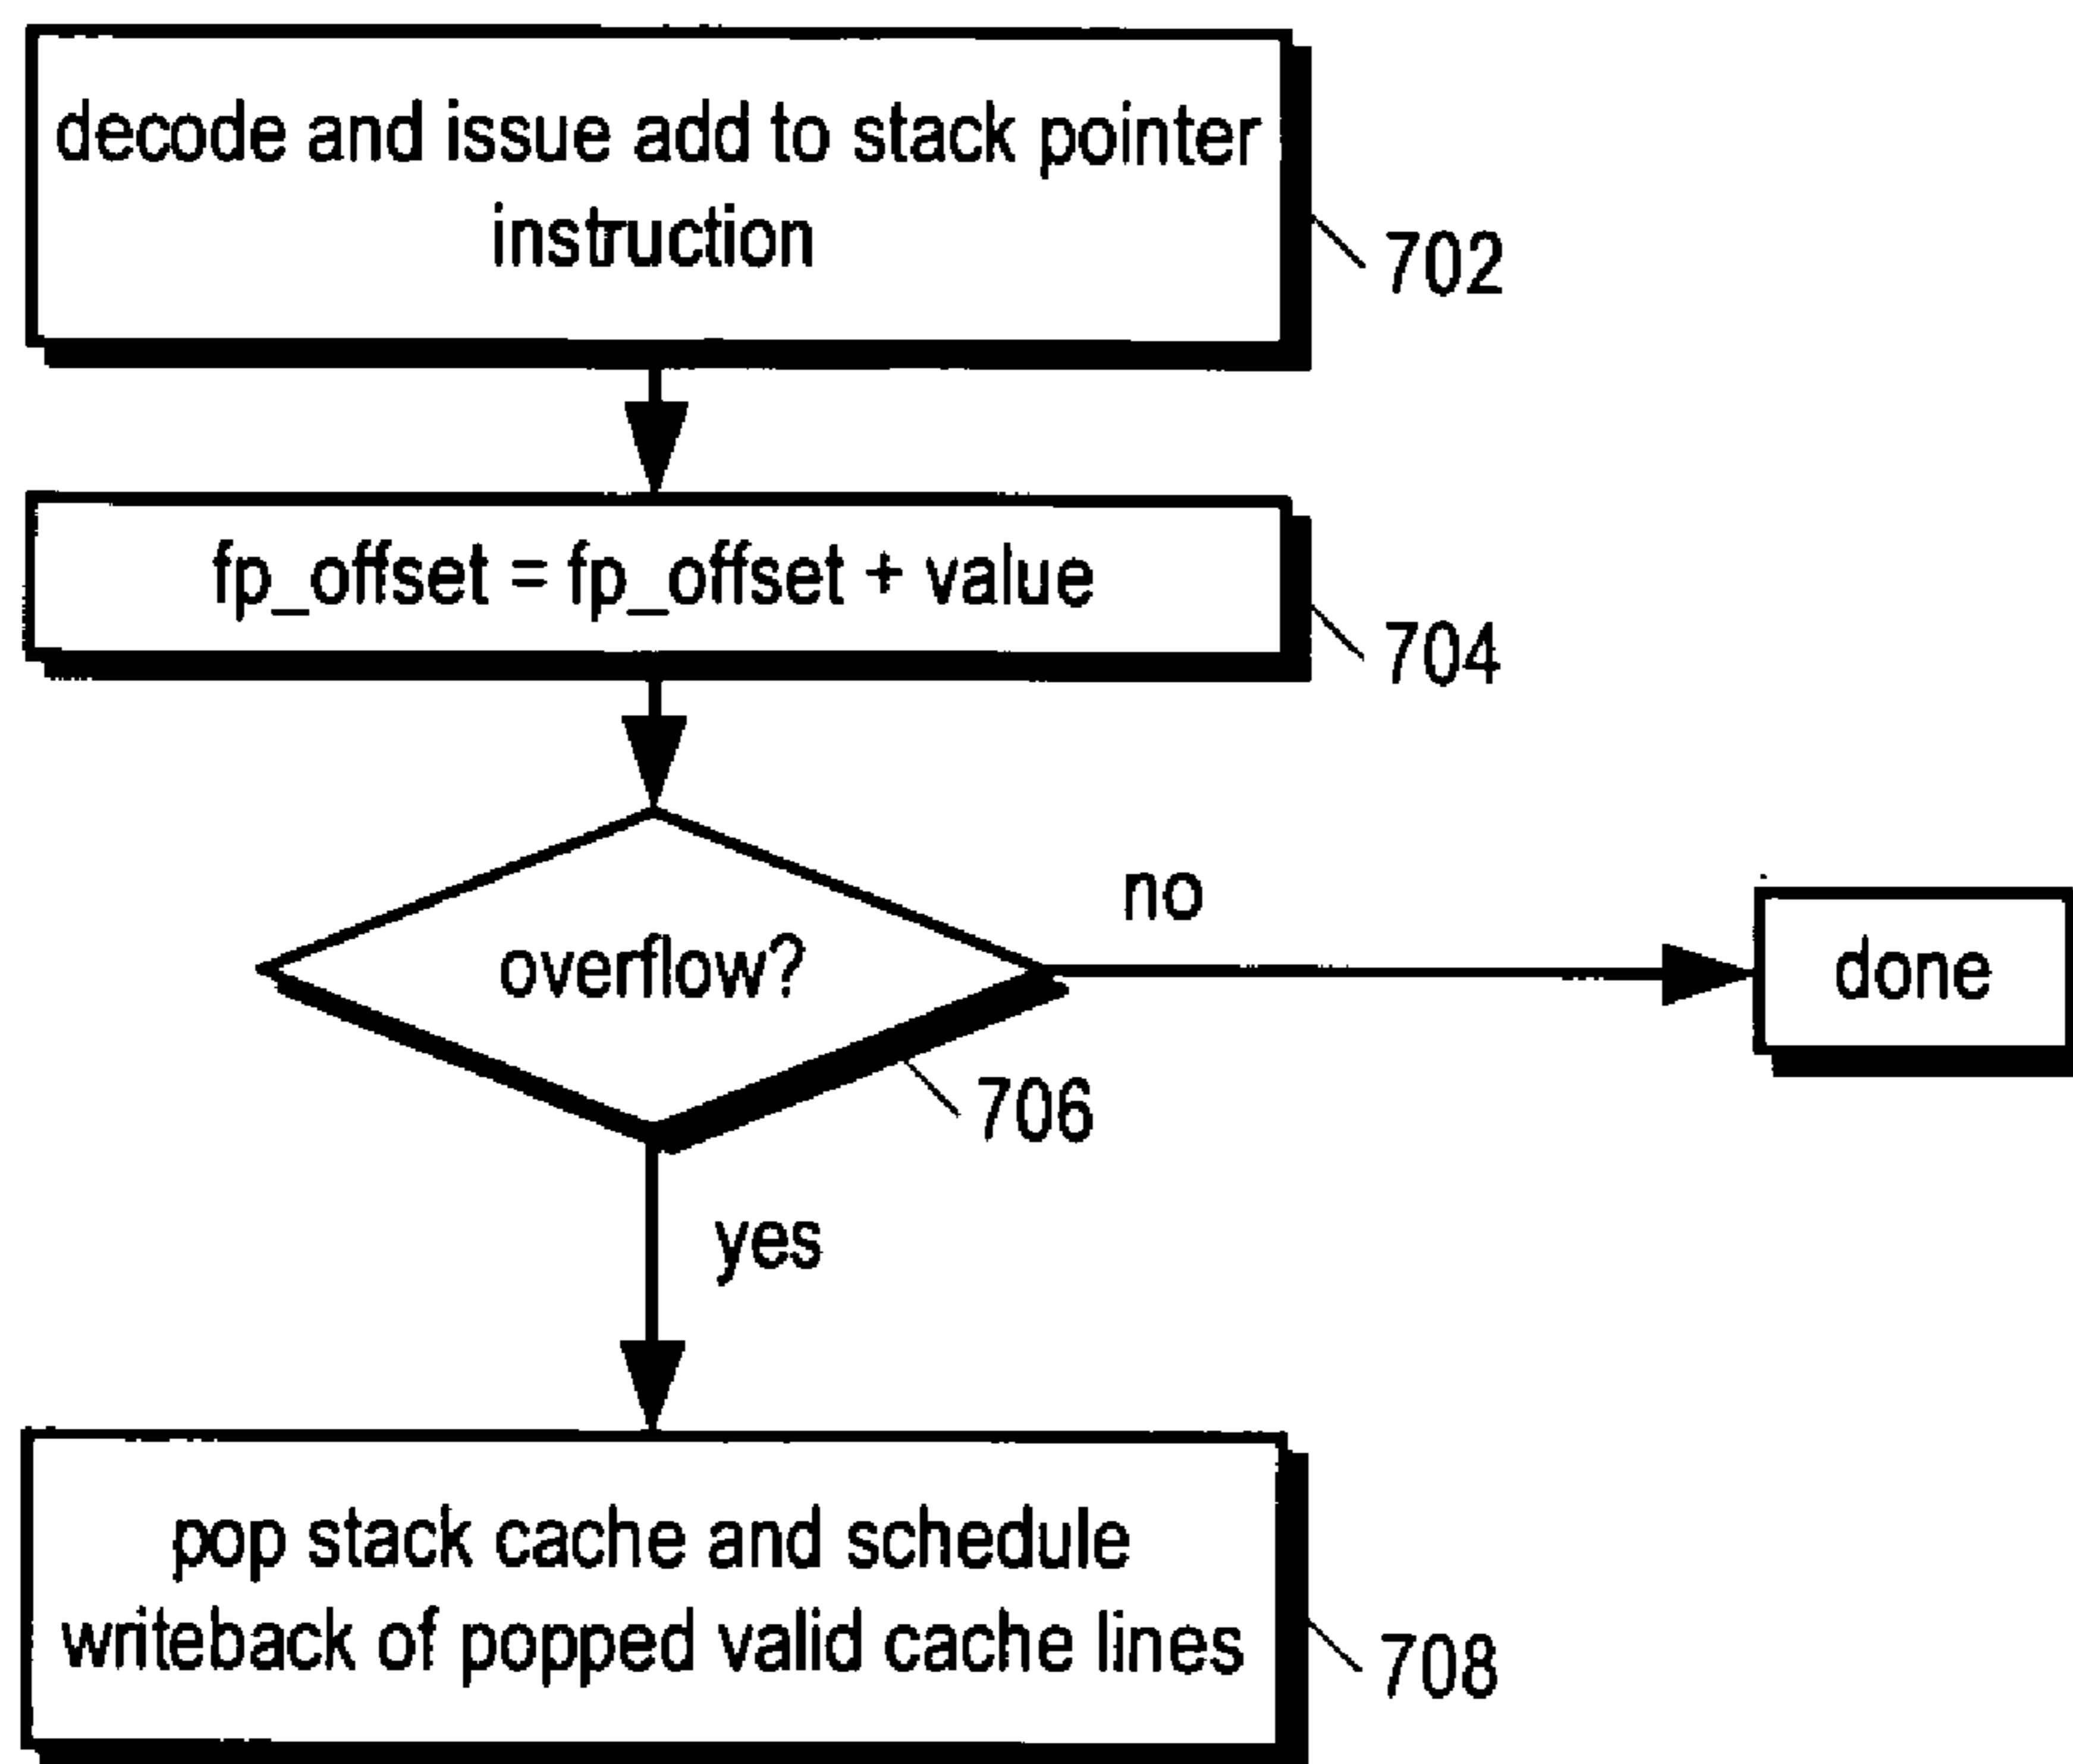 decode and issue add to stack pointer
instruction
702
fp_offset = fp_offset + value
704
overflow?
no
done
706
yes
pop stack cache and schedule
writeback of popped valid cache lines
708